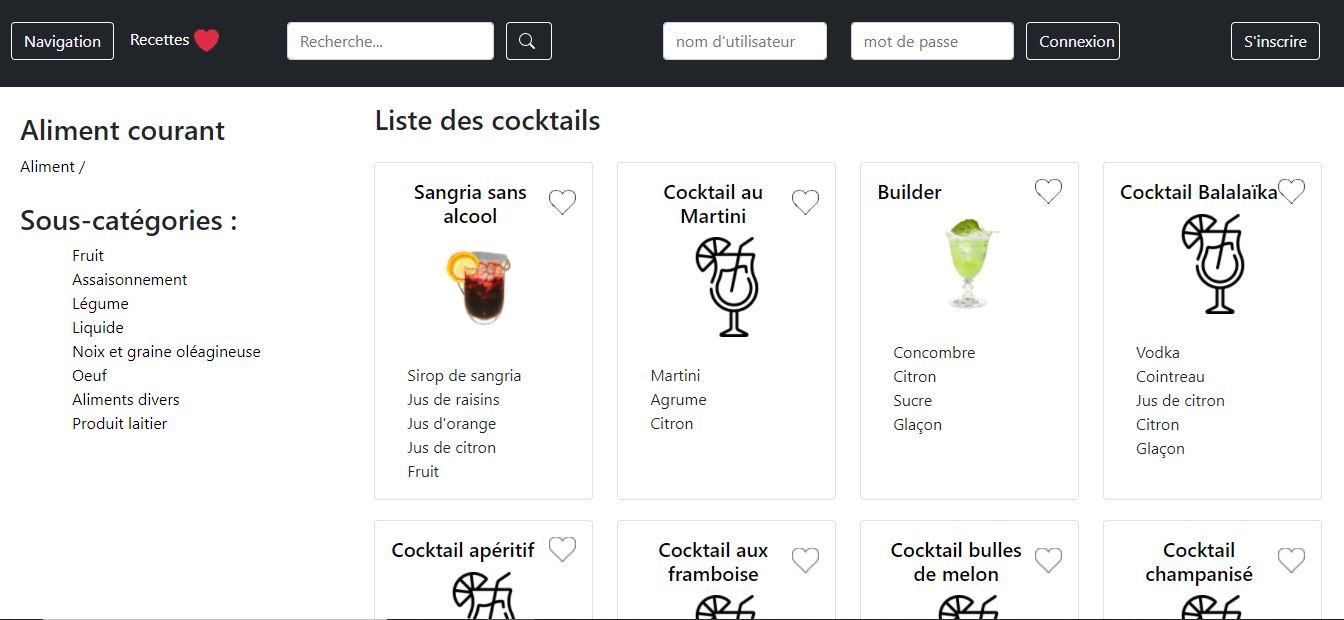 Navigation
Recettes
Recherche...
nom d'utilisateur
mot de passe
Connexion
S'inscrire
Aliment courant
Aliment /
Sous-catégories :
Fruit
Assaisonnement
Légume
Liquide
Noix et graine oléagineuse
Oeuf
Aliments divers
Produit laitier
Liste des cocktails
Sangria sans
alcool
Sirop de sangria
Jus de raisins
Jus d'orange
Jus de citron
Fruit
Cocktail au
Martini
Martini
Agrume
Citron
Builder
Concombre
Citron
Sucre
Glaçon
Cocktail Balalaïka
Vodka
Cointreau
Jus de citron
Citron
Glaçon
Cocktail apéritif
Cocktail aux
framboise
Cocktail bulles
de melon
Cocktail
champanisé